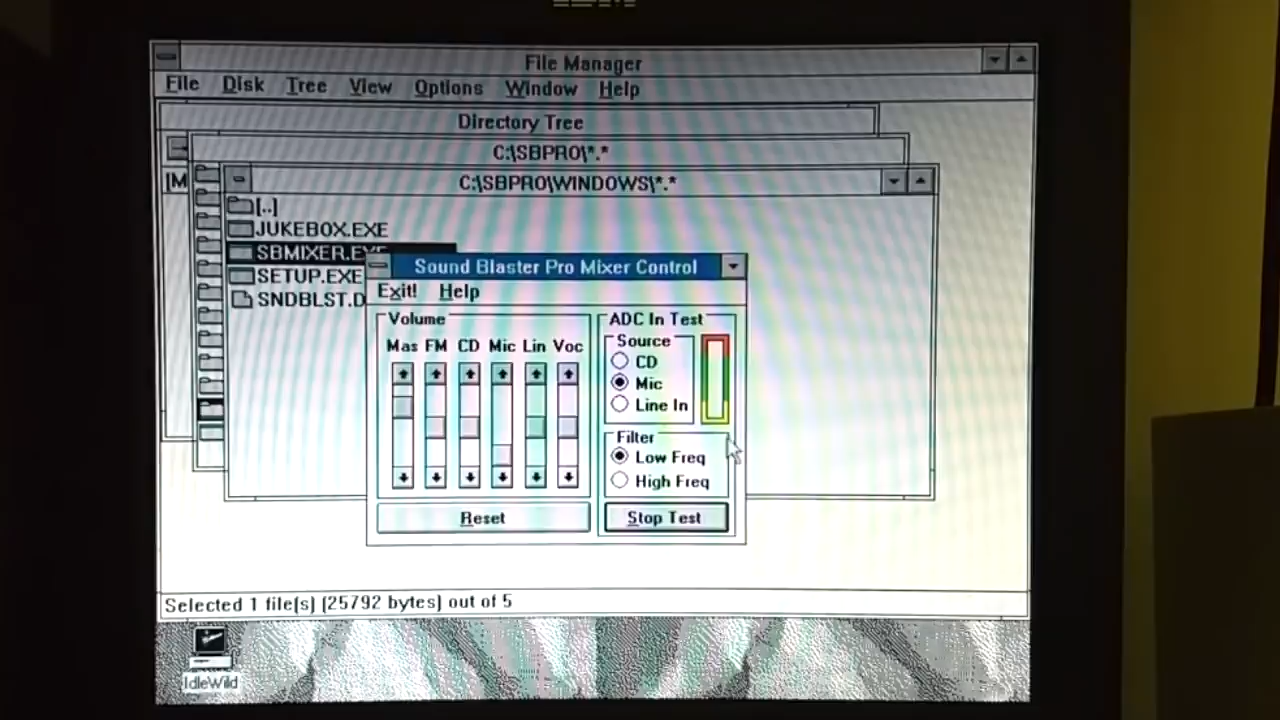 File Manager
File Disk Tree View Options Window Help
Directory Tree
C:\SBPRO\*.*
[M
C:\SBPRO\WINDOWS\*.*
[..]
JUKEBOX.EXE
SBMIXER.EXE
SETUP.EXE
SNDBLST.D
Sound Blaster Pro Mixer Control
Exit! Help
Volume
Mas FM CD Mic Lin Voc
Reset
ADC In Test
Source
CD
Mic
Line In
Filter
Low Freq
High Freq
Stop Test
Selected 1 file(s) (25792 bytes) out of 5
IdleWild